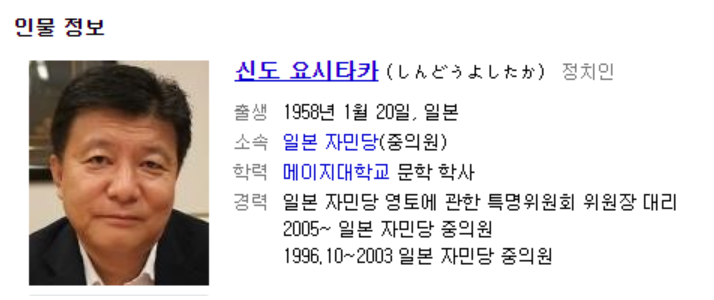 인물 정보
신도 요시타카 (しんどうよしたか) 정치인
출생 1958년 1월 20일, 일본
소속 일본 자민당(중의원)
학력 메이지대학교 문학 학사
경력 일본 자민당 영토에 관한 특명위원회 위원장 대리
2005~ 일본 자민당 중의원
1996.10~2003 일본 자민당 중의원